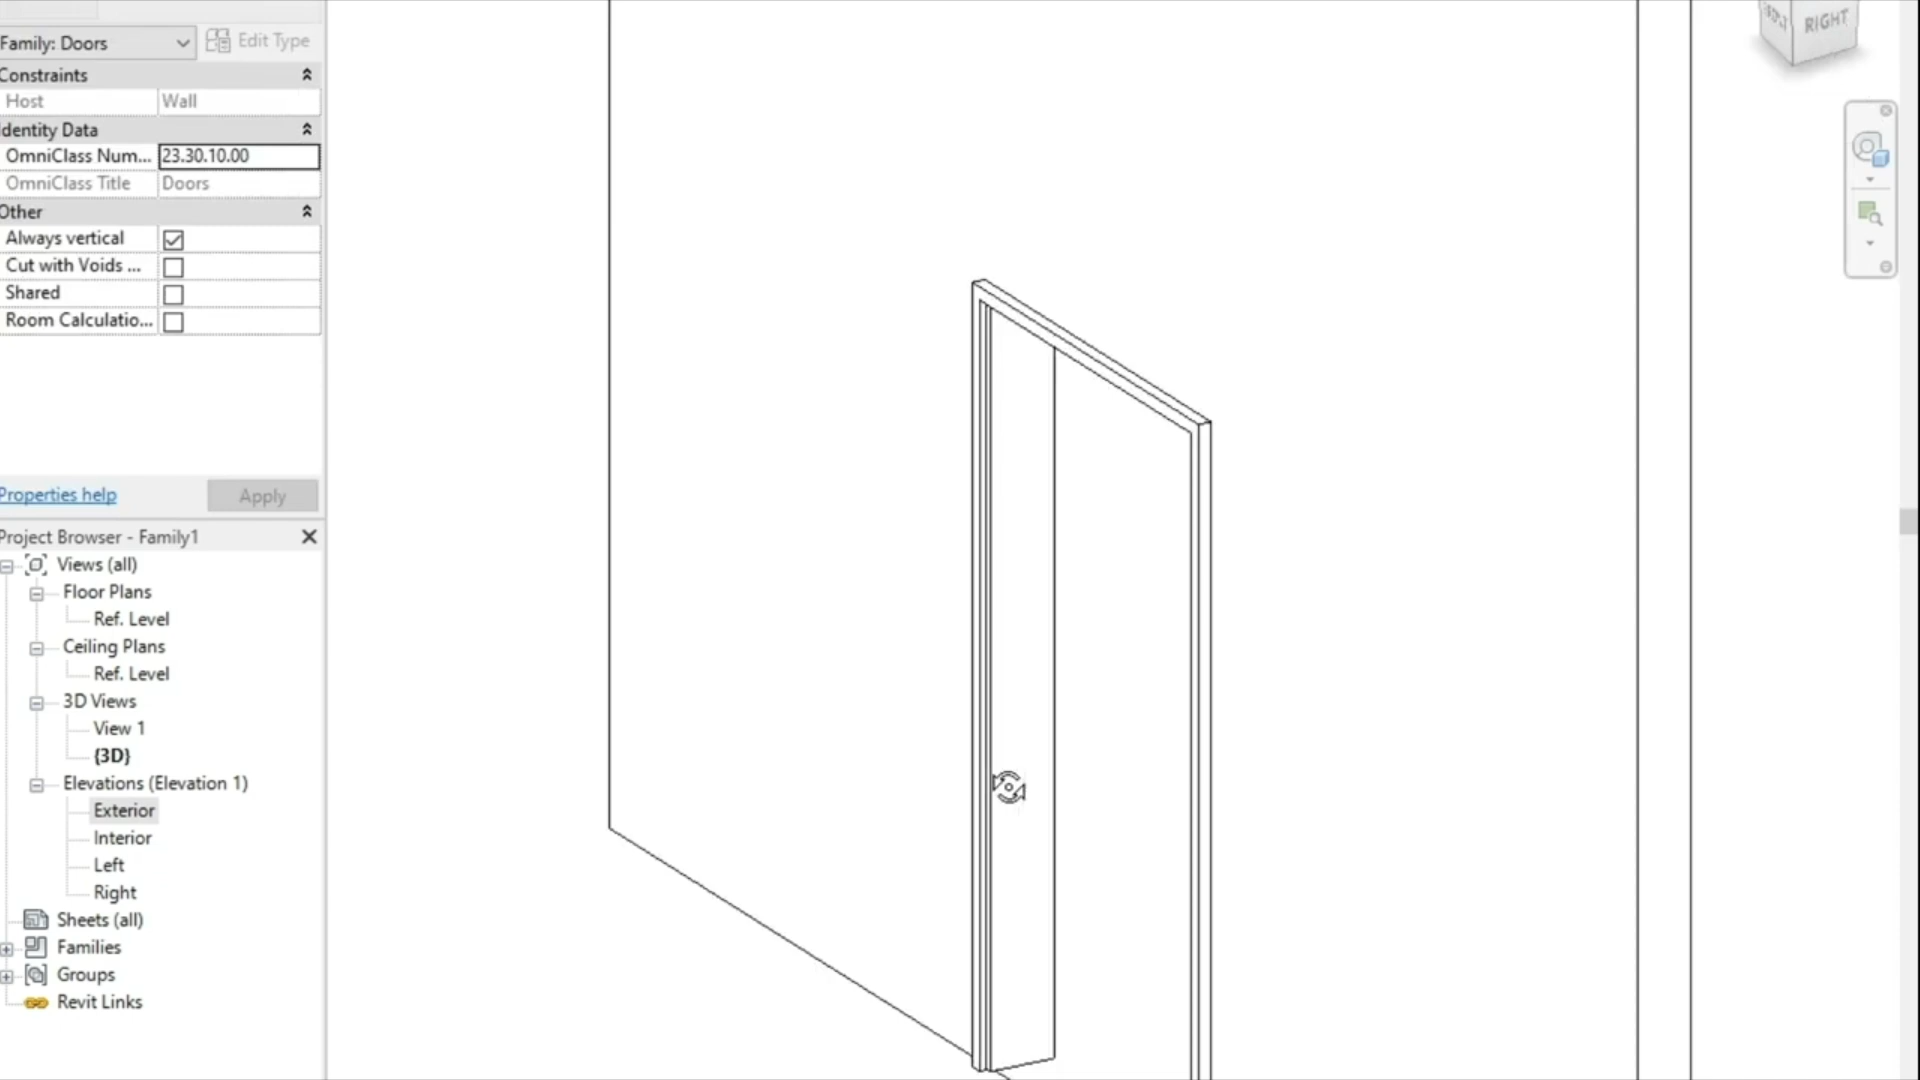 Family: Doors
Edit Type
Constraints
Host Wall
Identity Data
OmniClass Num... 23.30.10.00
OmniClass Title Doors
Other
Always vertical
Cut with Voids ...
Shared
Room Calculatio...
Properties help
Apply
Project Browser - Family1
Views (all)
Floor Plans
Ref. Level
Ceiling Plans
Ref. Level
3D Views
View 1
{3D}
Elevations (Elevation 1)
Exterior
Interior
Left
Right
Sheets (all)
Families
Groups
Revit Links
RIGHT